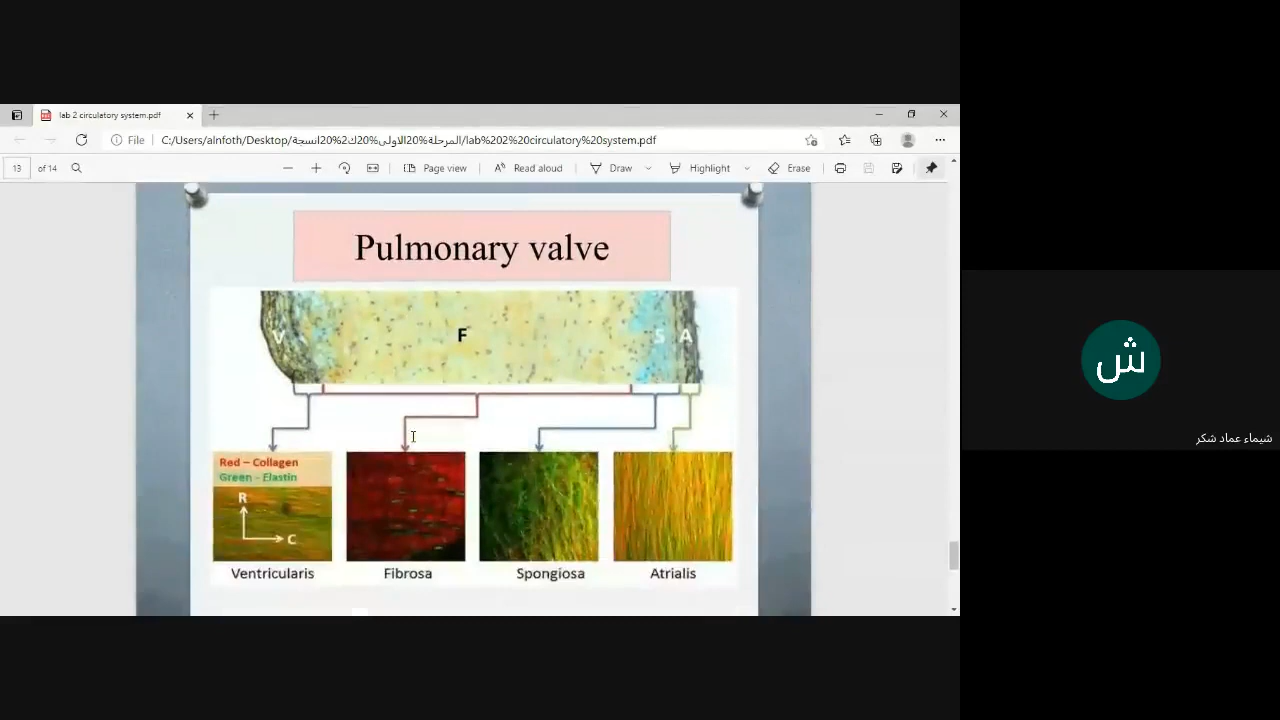 lab 2 circulatory system.pdf
File
C:/Users/alnfoth/Desktop/المرحلة%20الاولى%20ك2%20انسجة/lab%202%20circulatory%20system.pdf
13 of 14
Page view
Read aloud
Draw
Highlight
Erase
Pulmonary valve
V F S A
Red – Collagen
Green - Elastin
R
C
Ventricularis Fibrosa Spongiosa Atrialis
ش
شيماء عماد شكر